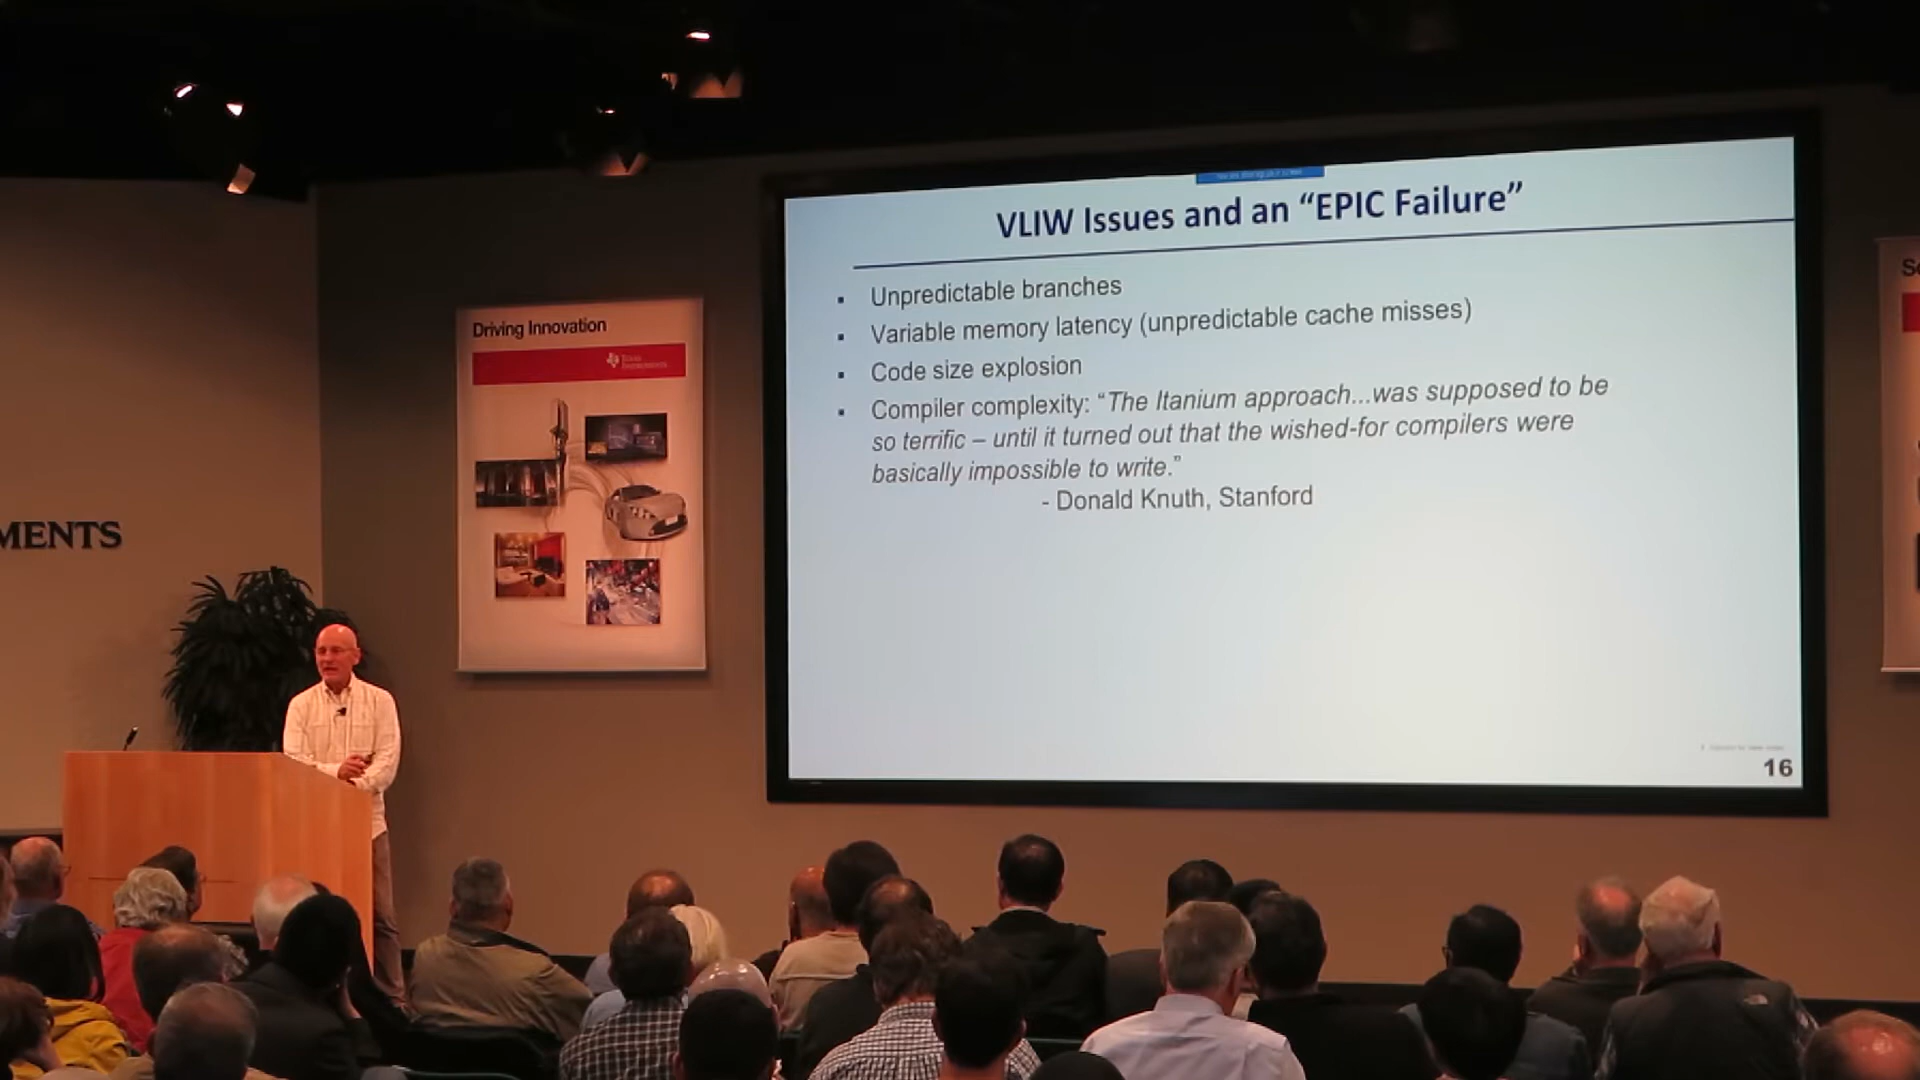 VLIW Issues and an “EPIC Failure”
▪ Unpredictable branches
▪ Variable memory latency (unpredictable cache misses)
▪ Code size explosion
▪ Compiler complexity: “The Itanium approach...was supposed to be
so terrific – until it turned out that the wished-for compilers were
basically impossible to write.”
- Donald Knuth, Stanford
16
Driving Innovation
Texas
Instruments
MENTS